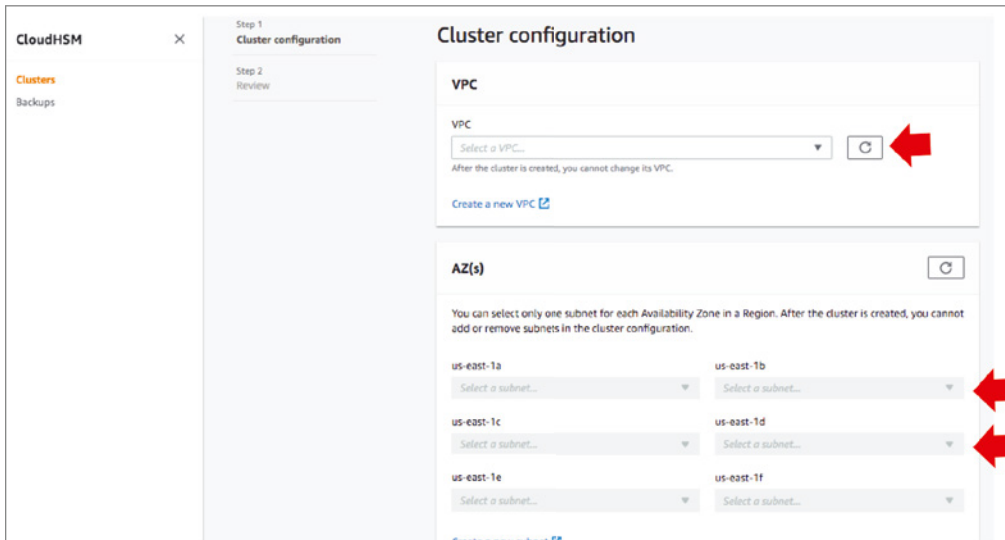 CloudHSM
Clusters
Backups
Step 1
Cluster configuration
Step 2
Review
Cluster configuration
VPC
VPC
Select a VPC...
After the cluster is created, you cannot change its VPC.
Create a new VPC
AZ(s)
You can select only one subnet for each Availability Zone in a Region. After the cluster is created, you cannot
add or remove subnets in the cluster configuration.
us-east-1a us-east-1b
Select a subnet... Select a subnet...
us-east-1c us-east-1d
Select a subnet... Select a subnet...
us-east-1e us-east-1f
Select a subnet... Select a subnet...